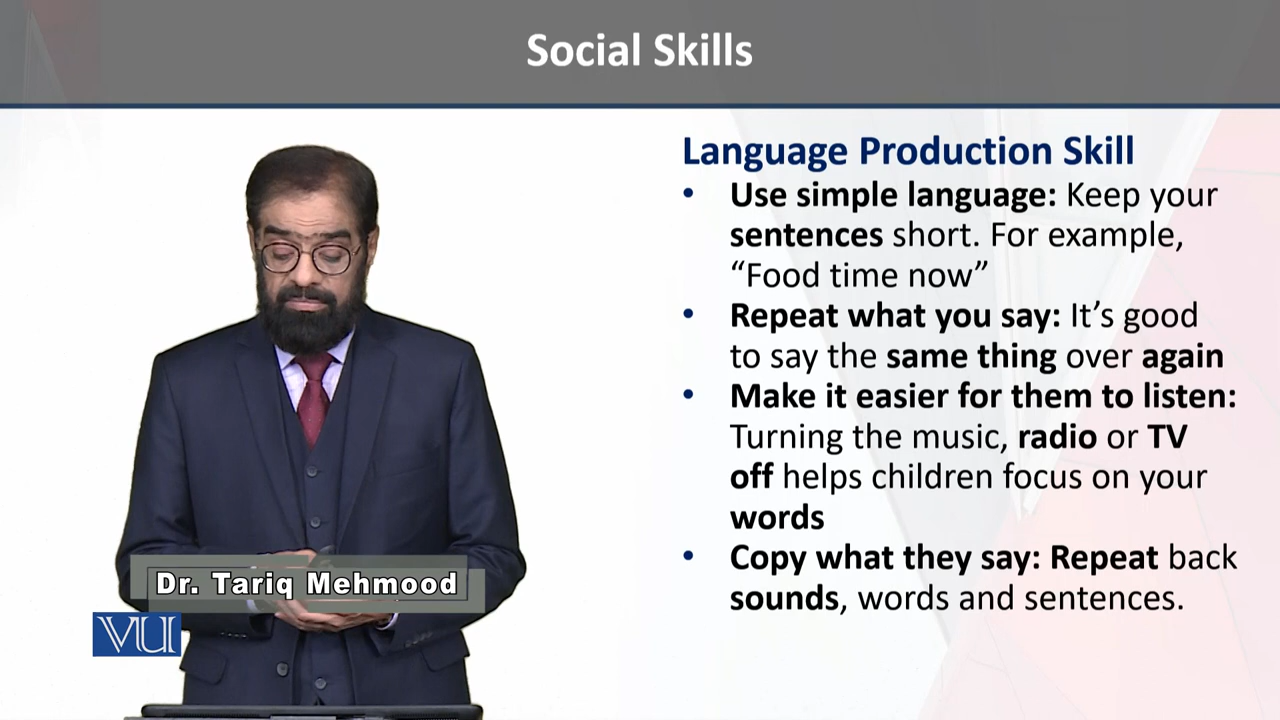 Social Skills
Language Production Skill
• Use simple language: Keep your
sentences short. For example,
“Food time now”
• Repeat what you say: It’s good
to say the same thing over again
• Make it easier for them to listen:
Turning the music, radio or TV
off helps children focus on your
words
• Copy what they say: Repeat back
sounds, words and sentences.
Dr. Tariq Mehmood
VU